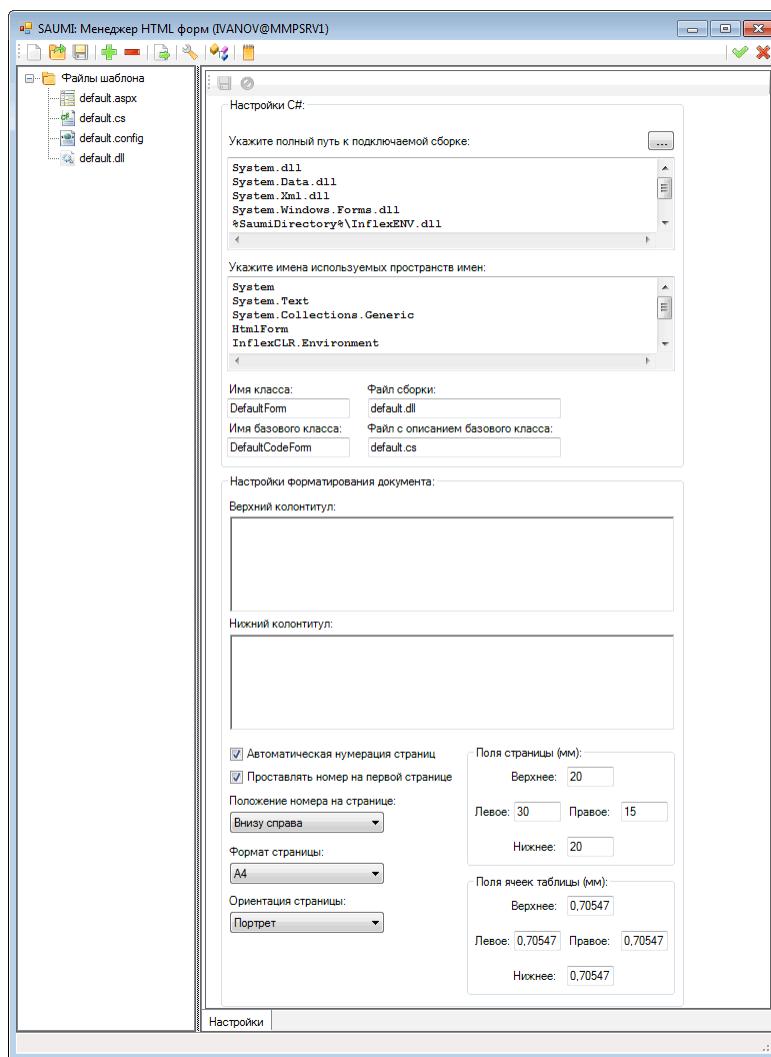 SAUMI: Менеджер HTML форм (IVANOV@MMPSRV1)
Файлы шаблона
default.aspx
default.cs
default.config
default.dll
Настройки C#:
Укажите полный путь к подключаемой сборке:
...
System.dll
System.Data.dll
System.Xml.dll
System.Windows.Forms.dll
%SaumiDirectory%\InflexENV.dll
Укажите имена используемых пространств имен:
System
System.Text
System.Collections.Generic
HtmlForm
InflexCLR.Environment
Имя класса: Файл сборки:
DefaultForm default.dll
Имя базового класса: Файл с описанием базового класса:
DefaultCodeForm default.cs
Настройки форматирования документа:
Верхний колонтитул:
Нижний колонтитул:
Автоматическая нумерация страниц
Проставлять номер на первой странице
Положение номера на странице:
Внизу справа
Формат страницы:
A4
Ориентация страницы:
Портрет
Поля страницы (мм):
Верхнее: 20
Левое: 30 Правое: 15
Нижнее: 20
Поля ячеек таблицы (мм):
Верхнее: 0,70547
Левое: 0,70547 Правое: 0,70547
Нижнее: 0,70547
Настройки